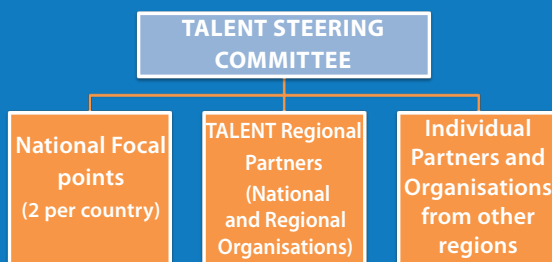 TALENT STEERING
COMMITTEE
National Focal
points
(2 per country)
TALENT Regional
Partners
(National
and Regional
Organisations)
Individual
Partners and
Organisations
from other
regions